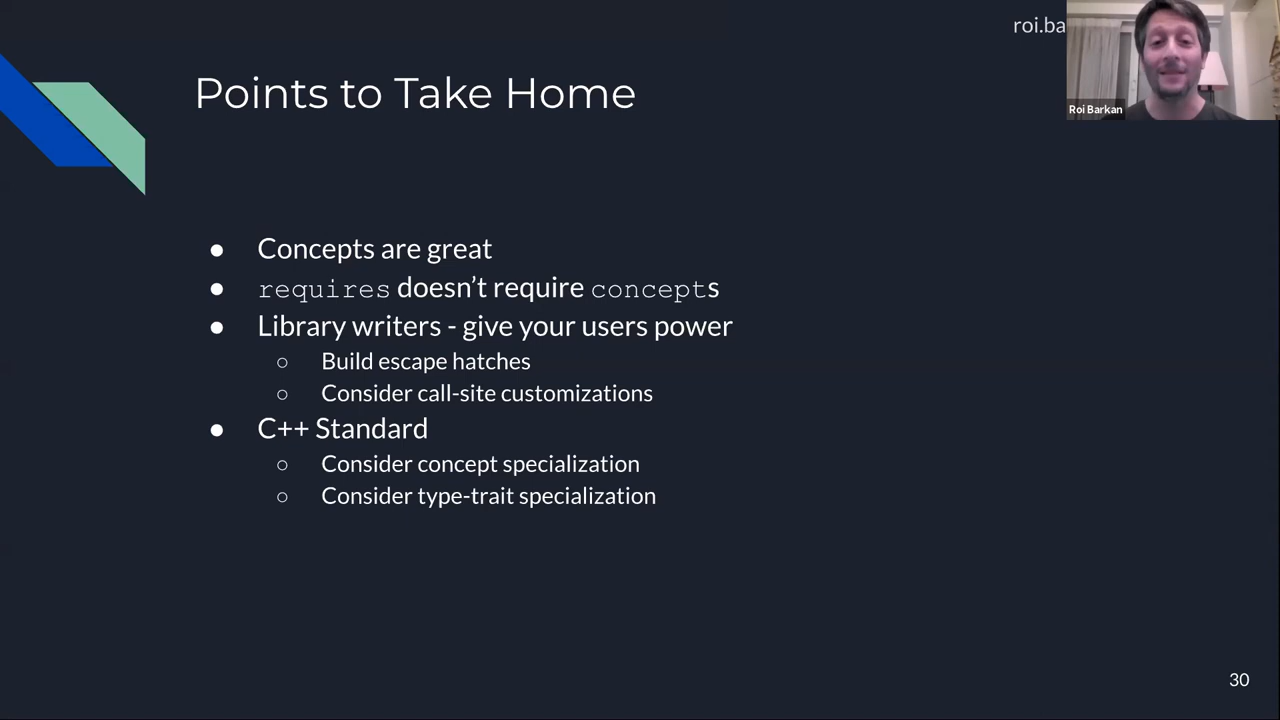 roi.ba
Roi Barkan
Points to Take Home
● Concepts are great
● requires doesn’t require concepts
● Library writers - give your users power
○ Build escape hatches
○ Consider call-site customizations
● C++ Standard
○ Consider concept specialization
○ Consider type-trait specialization
30